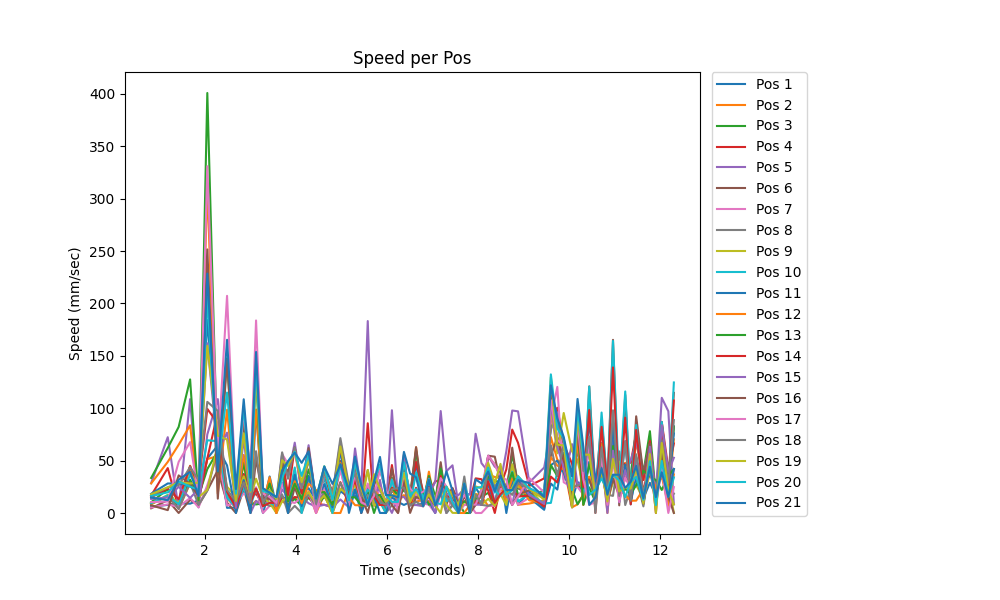 Speed per Pos
Speed (mm/sec)
400
350
300
250
200
150
100
50
0
2
4
6
8
10
12
Time (seconds)
Pos 1
Pos 2
Pos 3
Pos 4
Pos 5
Pos 6
Pos 7
Pos 8
Pos 9
Pos 10
Pos 11
Pos 12
Pos 13
Pos 14
Pos 15
Pos 16
Pos 17
Pos 18
Pos 19
Pos 20
Pos 21